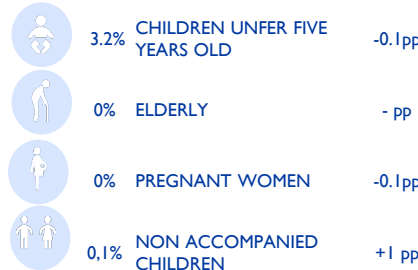 3.2% CHILDREN UNFER FIVE YEARS OLD -0.1pp
0% ELDERLY - pp
0% PREGNANT WOMEN -0.1pp
0,1% NON ACCOMPANIED CHILDREN +1 pp